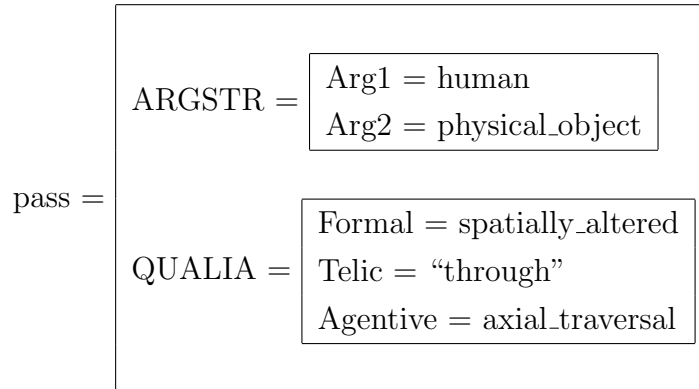 Arg1 = human
ARGSTR =
Arg2 = physical_object
pass =
Formal = spatially_altered
QUALIA =
Telic = “through”
Agentive = axial_traversal